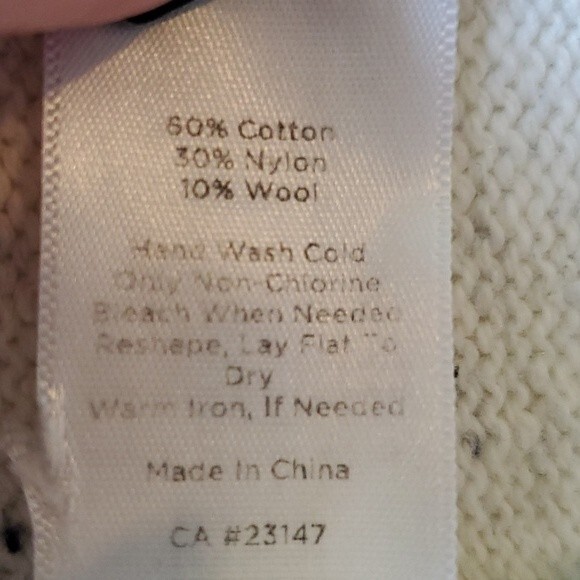 60% Cotton
30% Nylon
10% Wool
Hand Wash Cold
Only Non-Chlorine
Bleach When Needed
Reshape, Lay Flat To
Dry
Warm Iron, If Needed
Made In China
CA #23147